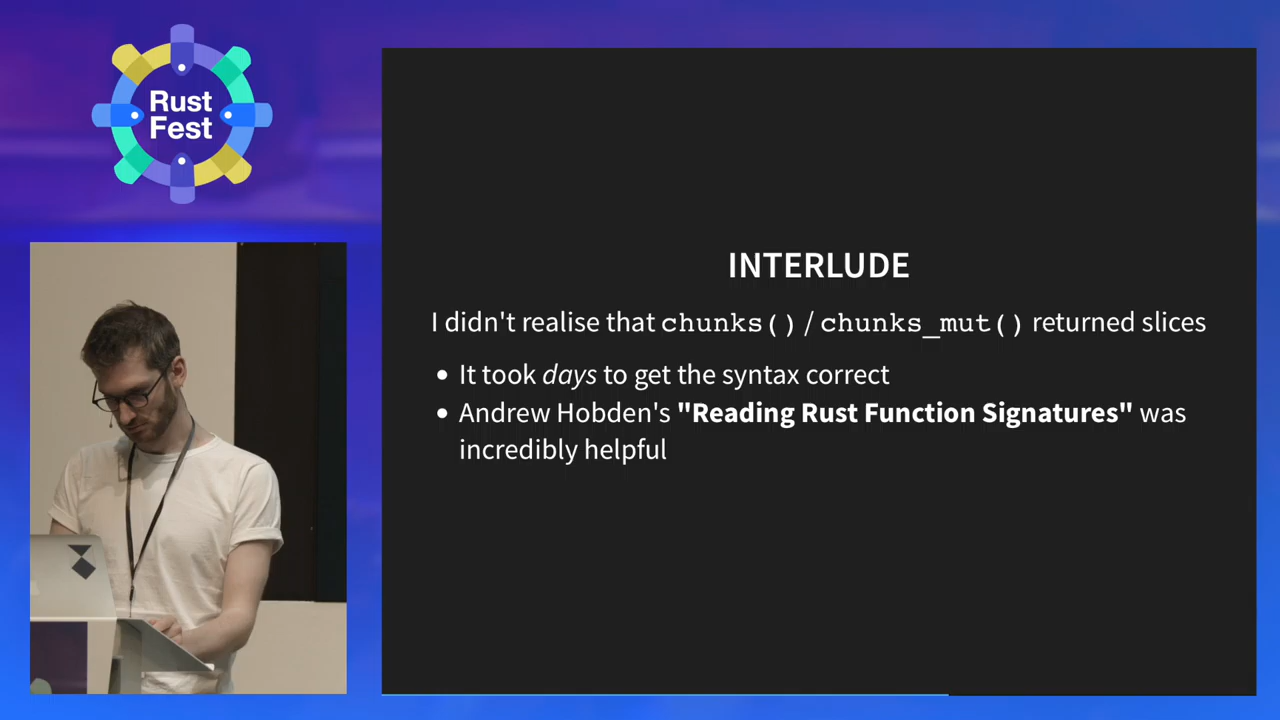 Rust
Fest
INTERLUDE
I didn't realise that chunks() / chunks_mut() returned slices
• It took days to get the syntax correct
• Andrew Hobden's "Reading Rust Function Signatures" was
incredibly helpful